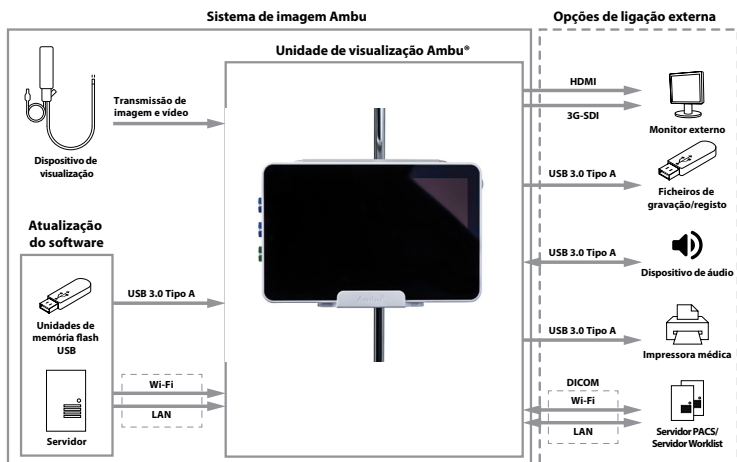 Sistema de imagem Ambu
Opções de ligação externa
Unidade de visualização Ambu®
Transmissão de
imagem e vídeo
Dispositivo de
visualização
Atualização
do software
USB 3.0 Tipo A
Unidades de
memória flash
USB
Wi-Fi
LAN
Servidor
HDMI
3G-SDI
Monitor externo
USB 3.0 Tipo A
Ficheiros de
gravação/registo
USB 3.0 Tipo A
Dispositivo de áudio
USB 3.0 Tipo A
Impressora médica
DICOM
Wi-Fi
LAN
Servidor PACS/
Servidor Worklist
Ambu